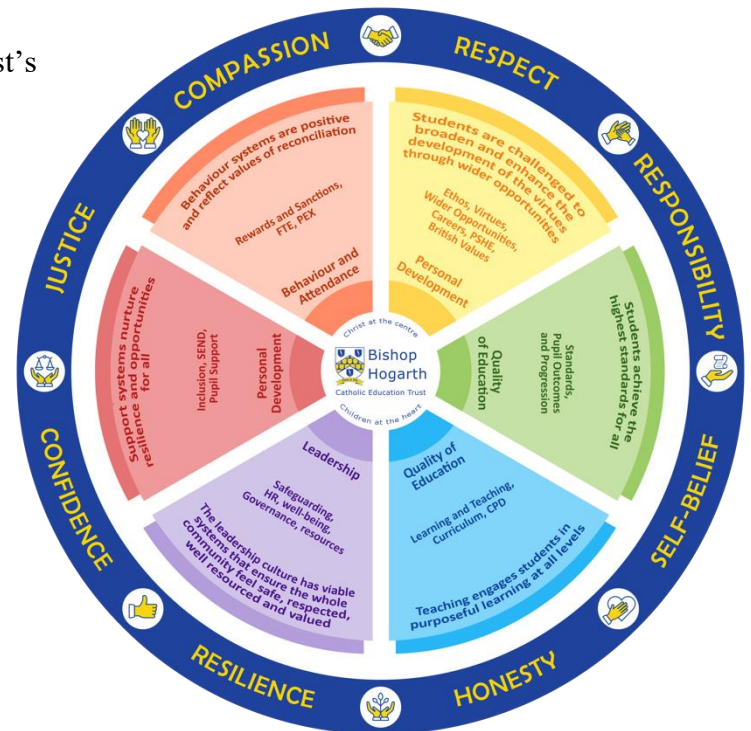 st's
COMPASSION
RESPECT
RESPONSIBILITY
SELF-BELIEF
HONESTY
RESILIENCE
CONFIDENCE
JUSTICE
Behaviour systems are positive
and reflect values of reconciliation
Rewards and Sanctions,
FTE, PEX
Behaviour and
Attendance
Students are challenged to
broaden and enhance the
development of the virtues
through wider opportunities
Ethos, Virtues,
Wider Opportunities,
Careers, PSHE,
British Values
Personal
Development
Students achieve the
highest standards for all
Standards,
Pupil Outcomes
and Progression
Quality
of Education
Quality of
Education
Learning and Teaching,
Curriculum, CPD
Teaching engages students in
purposeful learning at all levels
Leadership
Safeguarding,
HR, well-being,
Governance, resources
The leadership culture has viable
systems that ensure the whole
community feel safe, respected,
well resourced and valued
Support systems nurture
resilience and opportunities
for all
Inclusion, SEND,
Pupil Support
Personal
Development
Christ at the centre
Bishop
Hogarth
Catholic Education Trust
Children at the heart